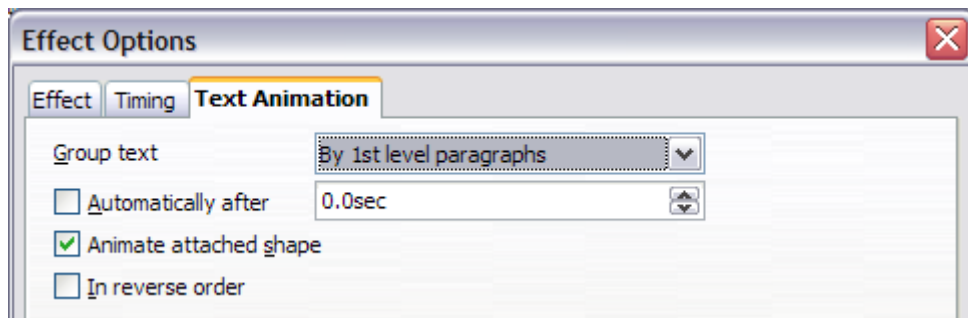 Effect Options
Effect Timing Text Animation
Group text By 1st level paragraphs
Automatically after 0.0sec
Animate attached shape
In reverse order